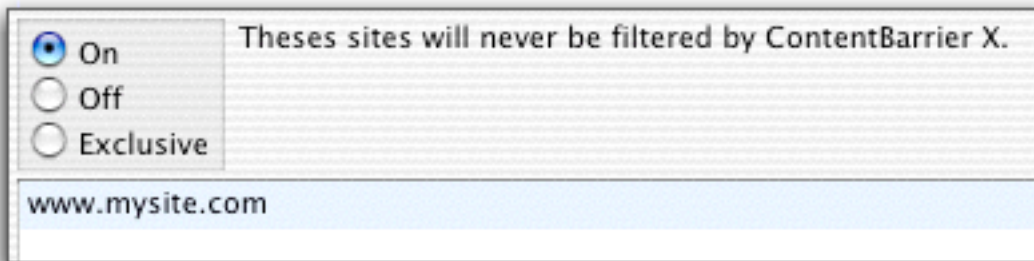 On
Theses sites will never be filtered by ContentBarrier X.
Off
Exclusive
www.mysite.com